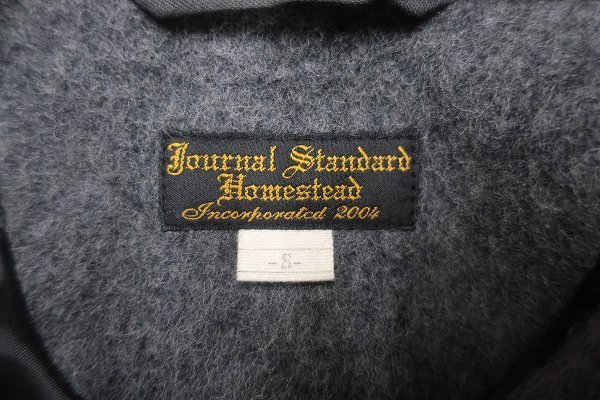 Journal Standard
Homestead
Incorporated 2004
-S-